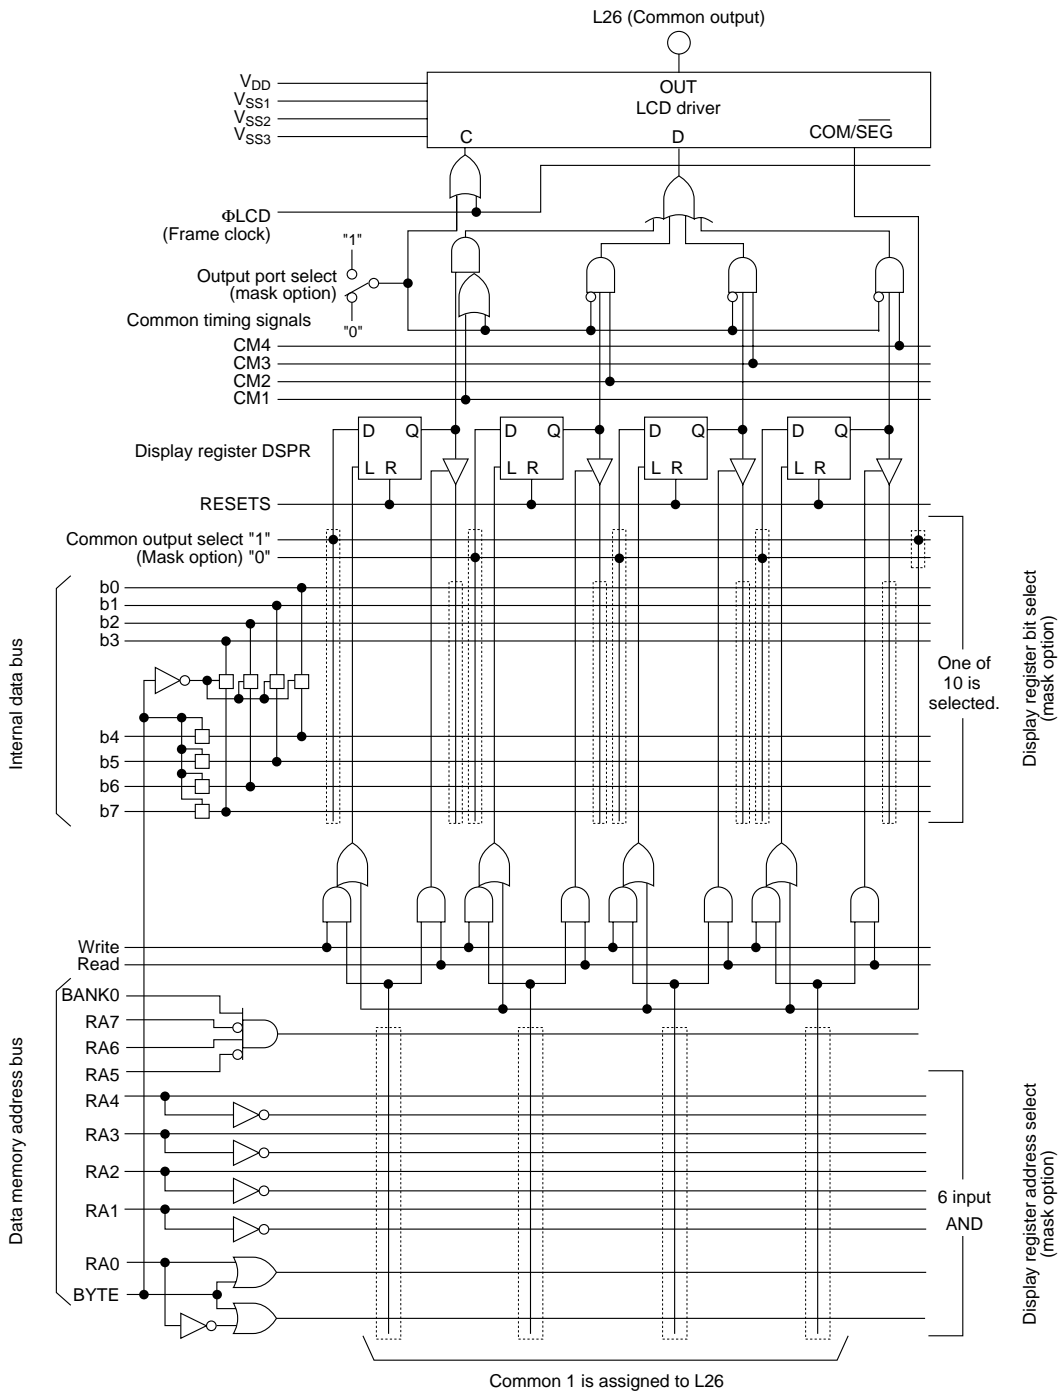 L26 (Common output)
VDD
VSS1
VSS2
VSS3
OUT
LCD driver
C
D
COM/SEG
ΦLCD
(Frame clock)
"1"
Output port select
(mask option)
"0"
Common timing signals
CM4
CM3
CM2
CM1
Display register DSPR
D Q
L R
D Q
L R
D Q
L R
D Q
L R
RESETS
Common output select "1"
(Mask option) "0"
Internal data bus
b0
b1
b2
b3
b4
b5
b6
b7
One of
10 is
selected.
Display register bit select
(mask option)
Write
Read
Data memory address bus
BANK0
RA7
RA6
RA5
RA4
RA3
RA2
RA1
RA0
BYTE
6 input
AND
Display register address select
(mask option)
Common 1 is assigned to L26